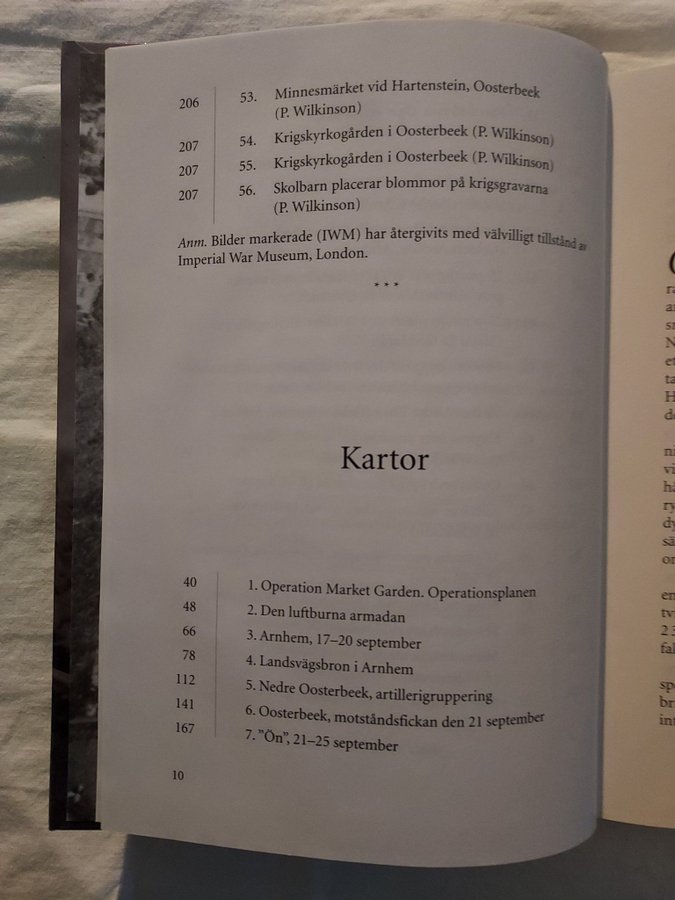 206 53. Minnesmärket vid Hartenstein, Oosterbeek
(P. Wilkinson)
207 54. Krigskyrkogården i Oosterbeek (P. Wilkinson)
207 55. Krigskyrkogården i Oosterbeek (P. Wilkinson)
207 56. Skolbarn placerar blommor på krigsgravarna
(P. Wilkinson)
Anm. Bilder markerade (IWM) har återgivits med välvilligt tillstånd av
Imperial War Museum, London.
* * *
Kartor
40 1. Operation Market Garden. Operationsplanen
48 2. Den luftburna armadan
66 3. Arnhem, 17–20 september
78 4. Landsvägsbron i Arnhem
112 5. Nedre Oosterbeek, artillerigruppering
141 6. Oosterbeek, motståndsfickan den 21 september
167 7. ”Ön”, 21–25 september
10